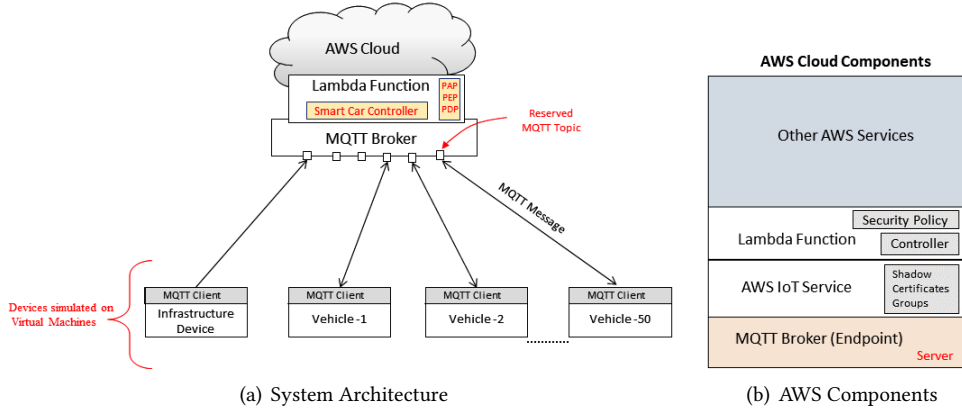 AWS Cloud
Lambda Function
Smart Car Controller
PAP
PEP
PDP
MQTT Broker
Reserved
MQTT Topic
MQTT Message
Devices simulated on
Virtual Machines
MQTT Client
Infrastructure
Device
MQTT Client
Vehicle-1
MQTT Client
Vehicle-2
MQTT Client
Vehicle-50
(a) System Architecture
AWS Cloud Components
Other AWS Services
Security Policy
Lambda Function
Controller
AWS IoT Service
Shadow
Certificates
Groups
MQTT Broker (Endpoint)
Server
(b) AWS Components